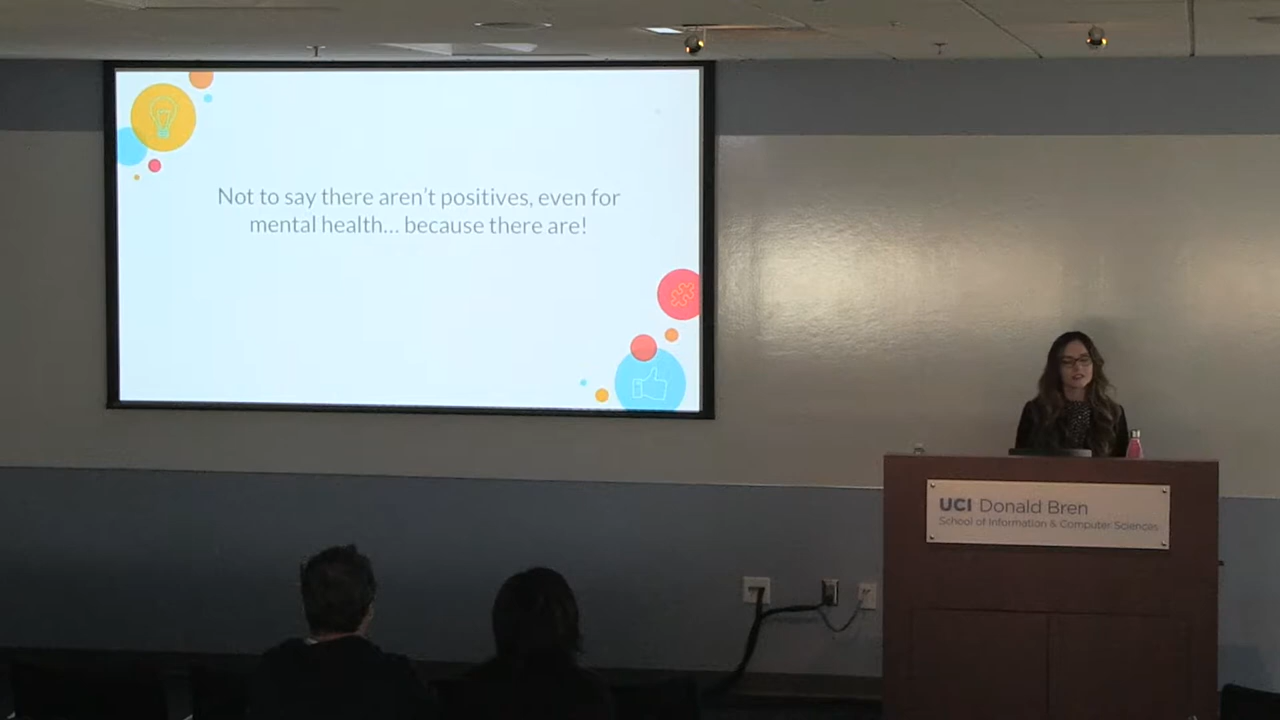 Not to say there aren't positives, even for
mental health... because there are!
UCI Donald Bren
School of Information & Computer Sciences